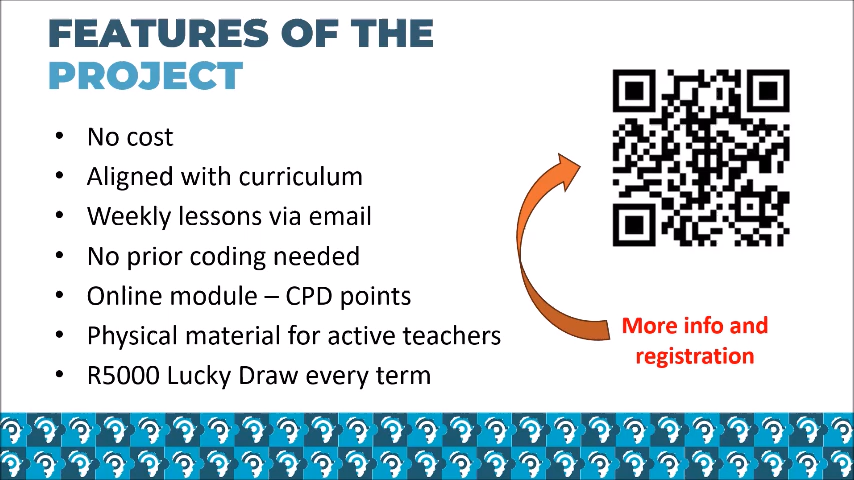 FEATURES OF THE
PROJECT
• No cost
• Aligned with curriculum
• Weekly lessons via email
• No prior coding needed
• Online module – CPD points
• Physical material for active teachers
• R5000 Lucky Draw every term
More info and
registration